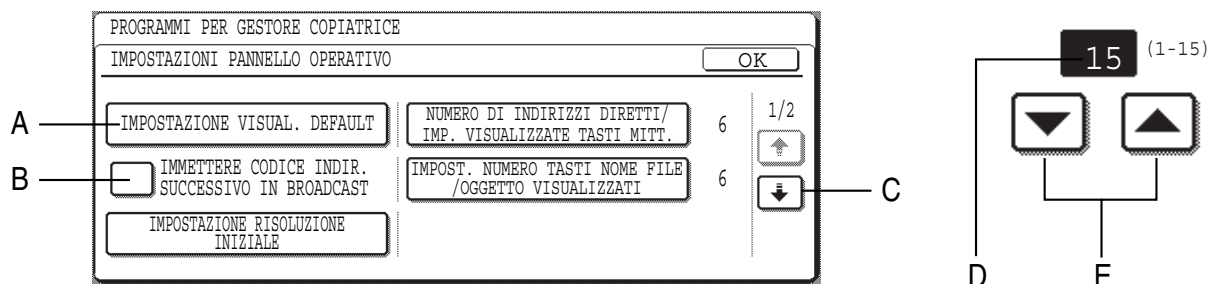 PROGRAMMI PER GESTORE COPIATRICE
IMPOSTAZIONI PANNELLO OPERATIVO
OK
A
IMPOSTAZIONE VISUAL. DEFAULT
NUMERO DI INDIRIZZI DIRETTI/
IMP. VISUALIZZATE TASTI MITT.
6
1/2
B
IMMETTERE CODICE INDIR.
SUCCESSIVO IN BROADCAST
IMPOST. NUMERO TASTI NOME FILE
/OGGETTO VISUALIZZATI
6
C
IMPOSTAZIONE RISOLUZIONE
INIZIALE
15 (1-15)
D
E